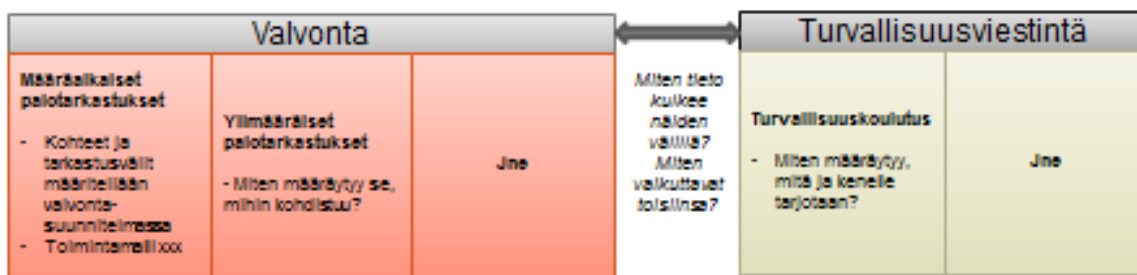 Valvonta
Turvallisuusviestintä
Määräaikaiset
palotarkastukset
- Kohteet ja
tarkastusvälit
määritellään
valvonta-
suunnitelmassa
- Toimintamalli xxx
Ylimääräiset
palotarkastukset
- Miten määräytyy se,
mihin kohdistuu?
Jne
Miten tieto
kulkee
näiden
välillä?
Miten
vaikuttavat
toisiinsa?
Turvallisuuskoulutus
- Miten määräytyy,
mitä ja kenelle
tarjotaan?
Jne